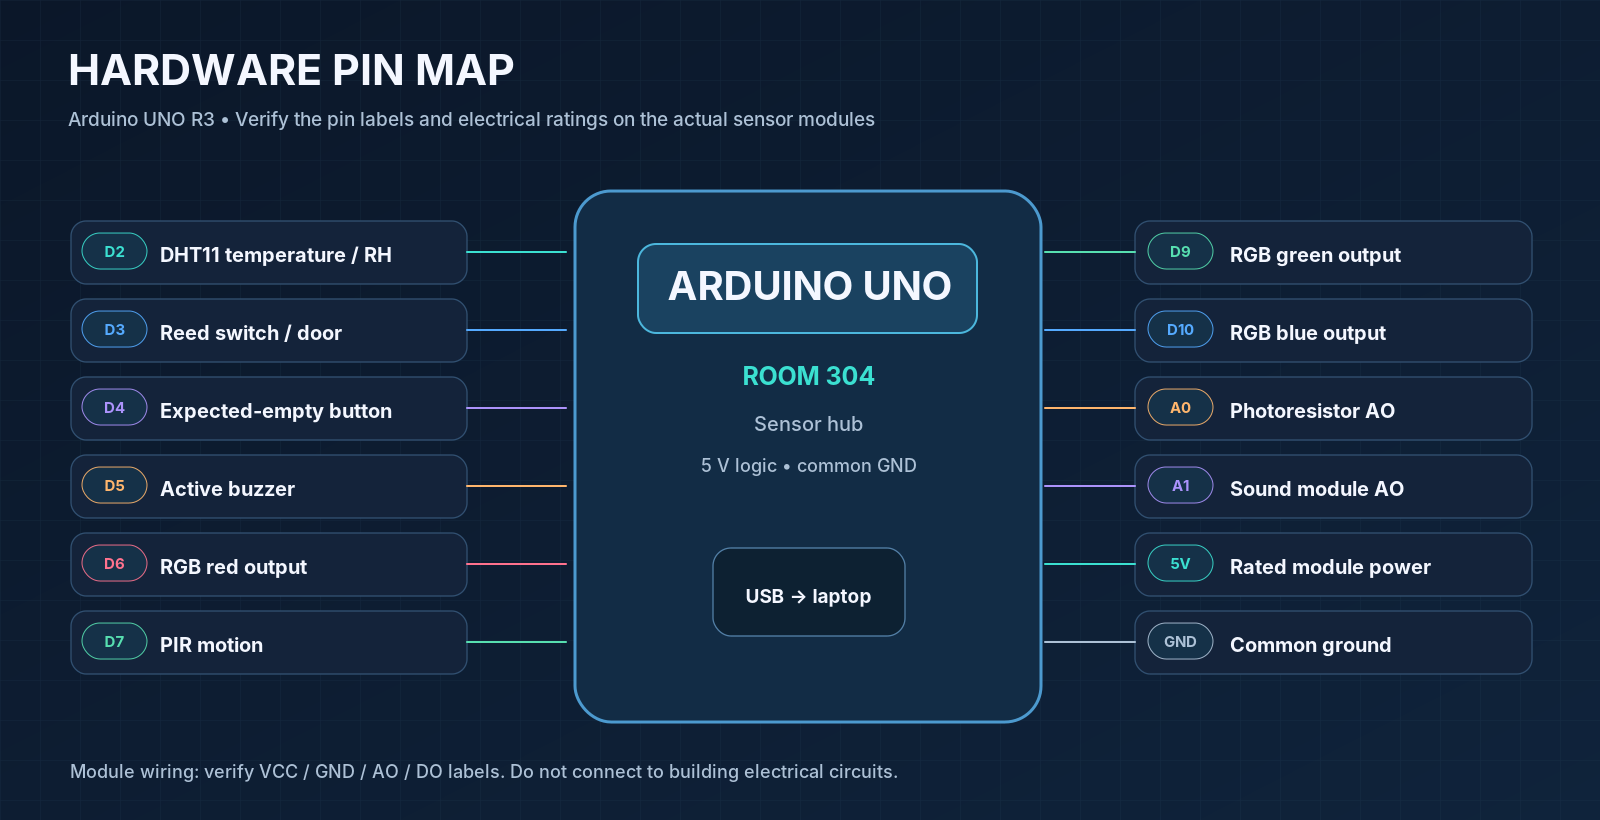 HARDWARE PIN MAP
Arduino UNO R3 • Verify the pin labels and electrical ratings on the actual sensor modules
D2 DHT11 temperature / RH
D3 Reed switch / door
D4 Expected-empty button
D5 Active buzzer
D6 RGB red output
D7 PIR motion
ARDUINO UNO
ROOM 304
Sensor hub
5 V logic • common GND
USB → laptop
D9 RGB green output
D10 RGB blue output
A0 Photoresistor AO
A1 Sound module AO
5V Rated module power
GND Common ground
Module wiring: verify VCC / GND / AO / DO labels. Do not connect to building electrical circuits.